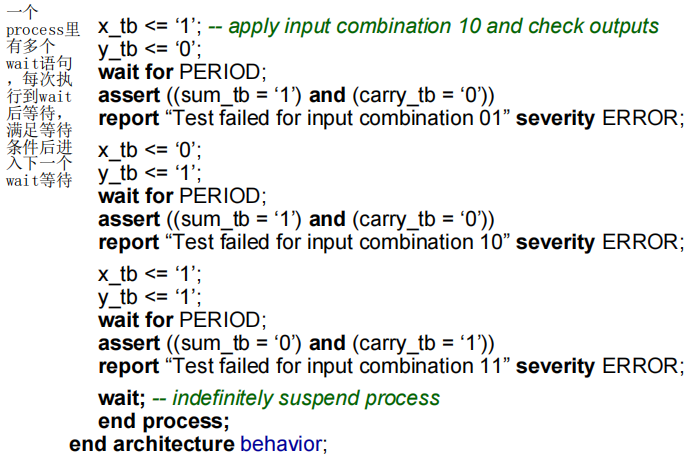 一个
process里
有多个
wait语句
，每次执
行到wait
后等待，
满足等待
条件后进
入下一个
wait等待
x_tb <= ‘1’; -- apply input combination 10 and check outputs
y_tb <= ‘0’;
wait for PERIOD;
assert ((sum_tb = ‘1’) and (carry_tb = ‘0’))
report “Test failed for input combination 01” severity ERROR;
x_tb <= ‘0’;
y_tb <= ‘1’;
wait for PERIOD;
assert ((sum_tb = ‘1’) and (carry_tb = ‘0’))
report “Test failed for input combination 10” severity ERROR;
x_tb <= ‘1’;
y_tb <= ‘1’;
wait for PERIOD;
assert ((sum_tb = ‘0’) and (carry_tb = ‘1’))
report “Test failed for input combination 11” severity ERROR;
wait; -- indefinitely suspend process
end process;
end architecture behavior;